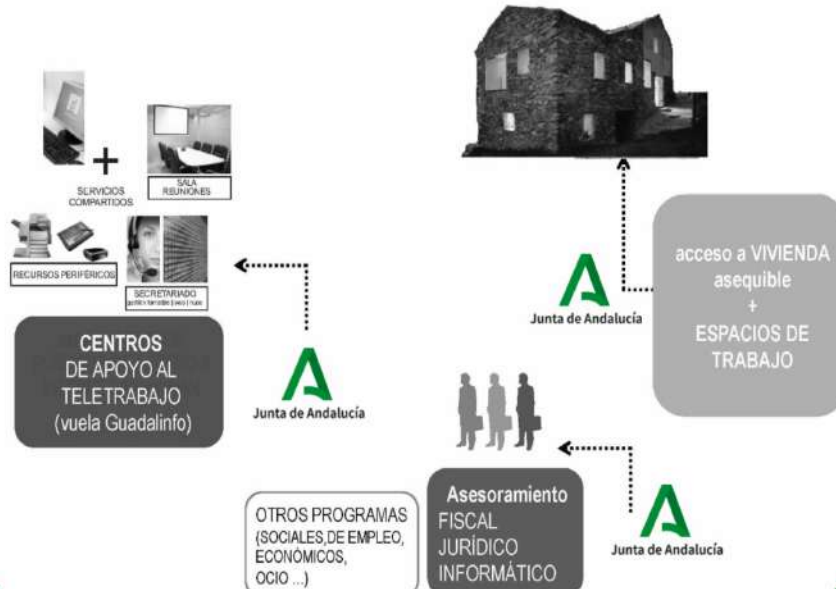 SERVICIOS
COMPARTIDOS
SALA
REUNIONES
RECURSOS PERIFÉRICOS
SECRETARIADO
CENTROS
DE APOYO AL
TELETRABAJO
(vuela Guadalinfo)
Junta de Andalucía
acceso a VIVIENDA
asequible
+
ESPACIOS DE
TRABAJO
Junta de Andalucía
OTROS PROGRAMAS
(SOCIALES,DE EMPLEO,
ECONÓMICOS,
OCIO ...)
Asesoramiento
FISCAL
JURÍDICO
INFORMÁTICO
Junta de Andalucía